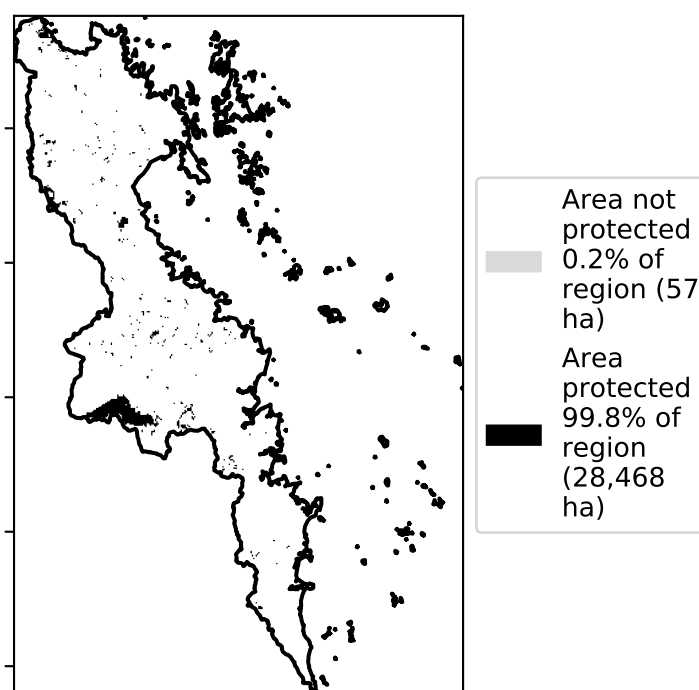 Area not
protected
0.2% of
region (57
ha)
Area
protected
99.8% of
region
(28,468
ha)